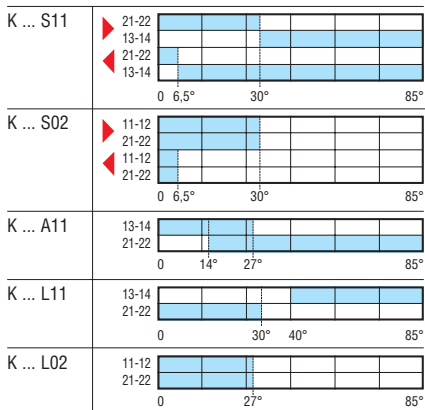 K ... S11
21-22
13-14
21-22
13-14
0 6,5° 30° 85°
K ... S02
11-12
21-22
11-12
21-22
0 6,5° 30° 85°
K ... A11
13-14
21-22
0 14° 27° 85°
K ... L11
13-14
21-22
0 30° 40° 85°
K ... L02
11-12
21-22
0 27° 85°